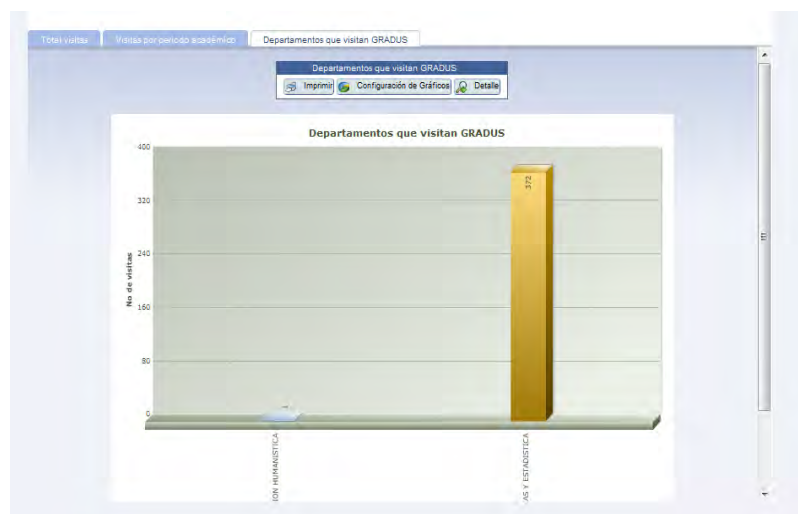 Total visitas
Visitas por periodo académico
Departamentos que visitan GRADUS
Departamentos que visitan GRADUS
Imprimir
Configuración de Gráficos
Detalle
Departamentos que visitan GRADUS
400
320
240
160
80
0
No de visitas
372
ION HUMANISTICA
AS Y ESTADISTICA